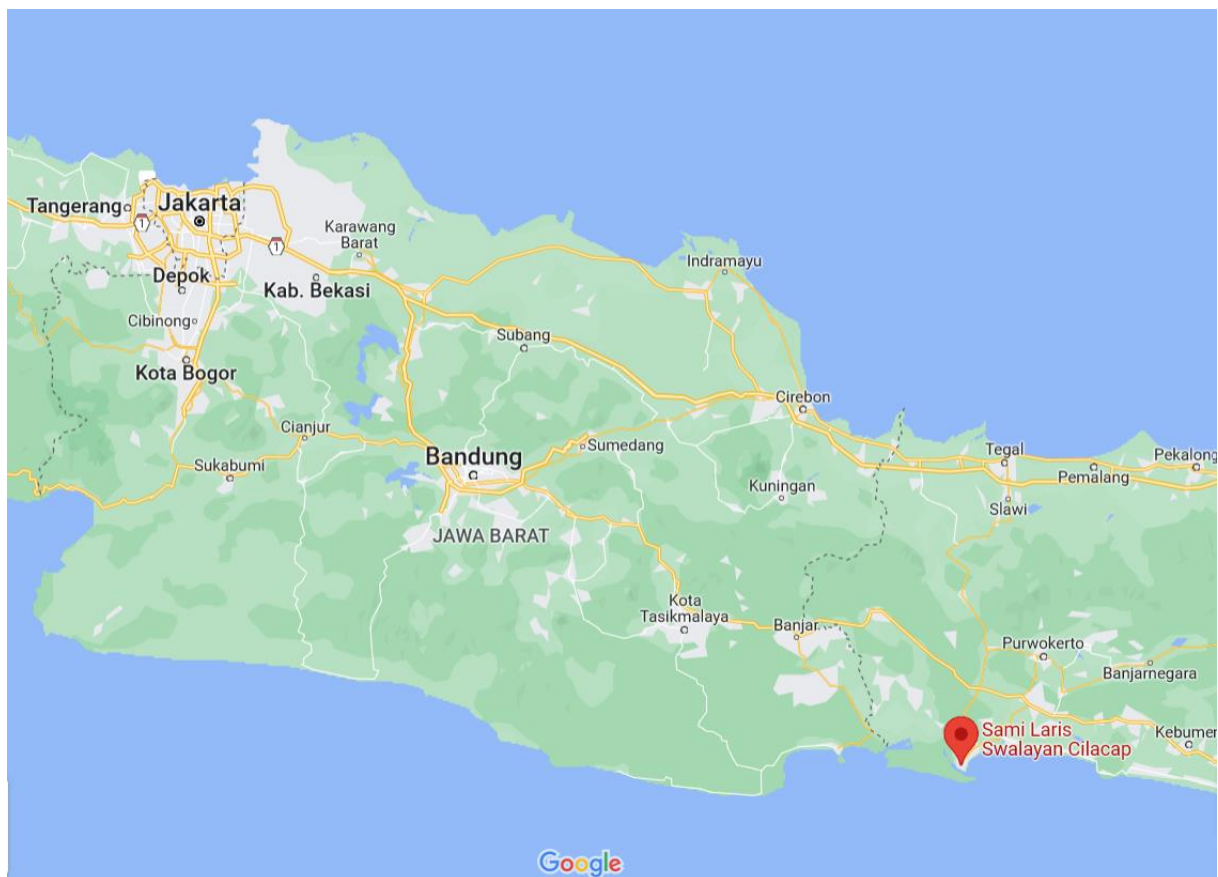 Tangerang
Jakarta
1
1
Karawang
Barat
Depok
Kab. Bekasi
Indramayu
Cibinong
Subang
Kota Bogor
Cirebon
Cianjur
Bandung
Sumedang
Tegal
Pekalong
Sukabumi
Pemalang
Kuningan
Slawi
JAWA BARAT
Kota
Tasikmalaya
Banjar
Purwokerto
Banjarnegara
Sami Laris
Swalayan Cilacap
Kebumen
Google